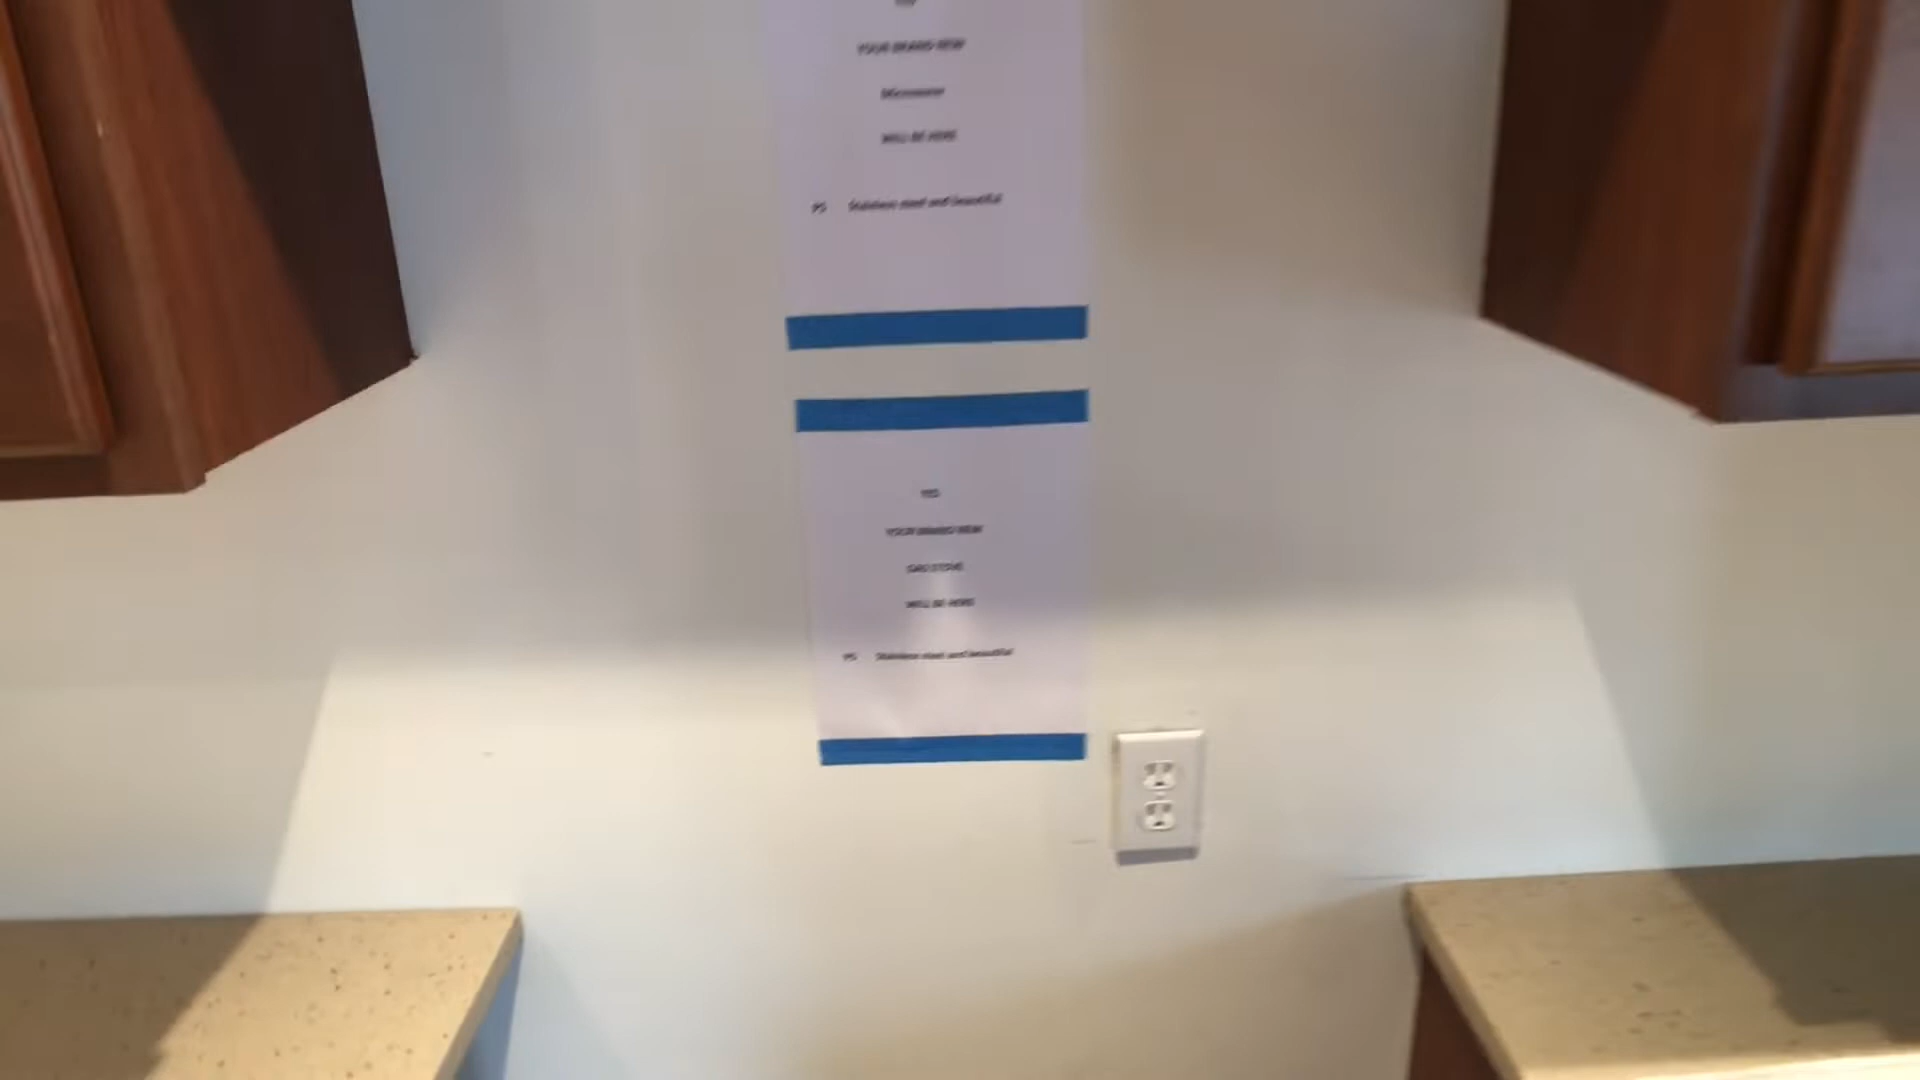 YES
YOUR BRAND NEW
Microwave
WILL BE HERE
PS Stainless steel and beautiful
YES
YOUR BRAND NEW
GAS STOVE
WILL BE HERE
PS Stainless steel and beautiful